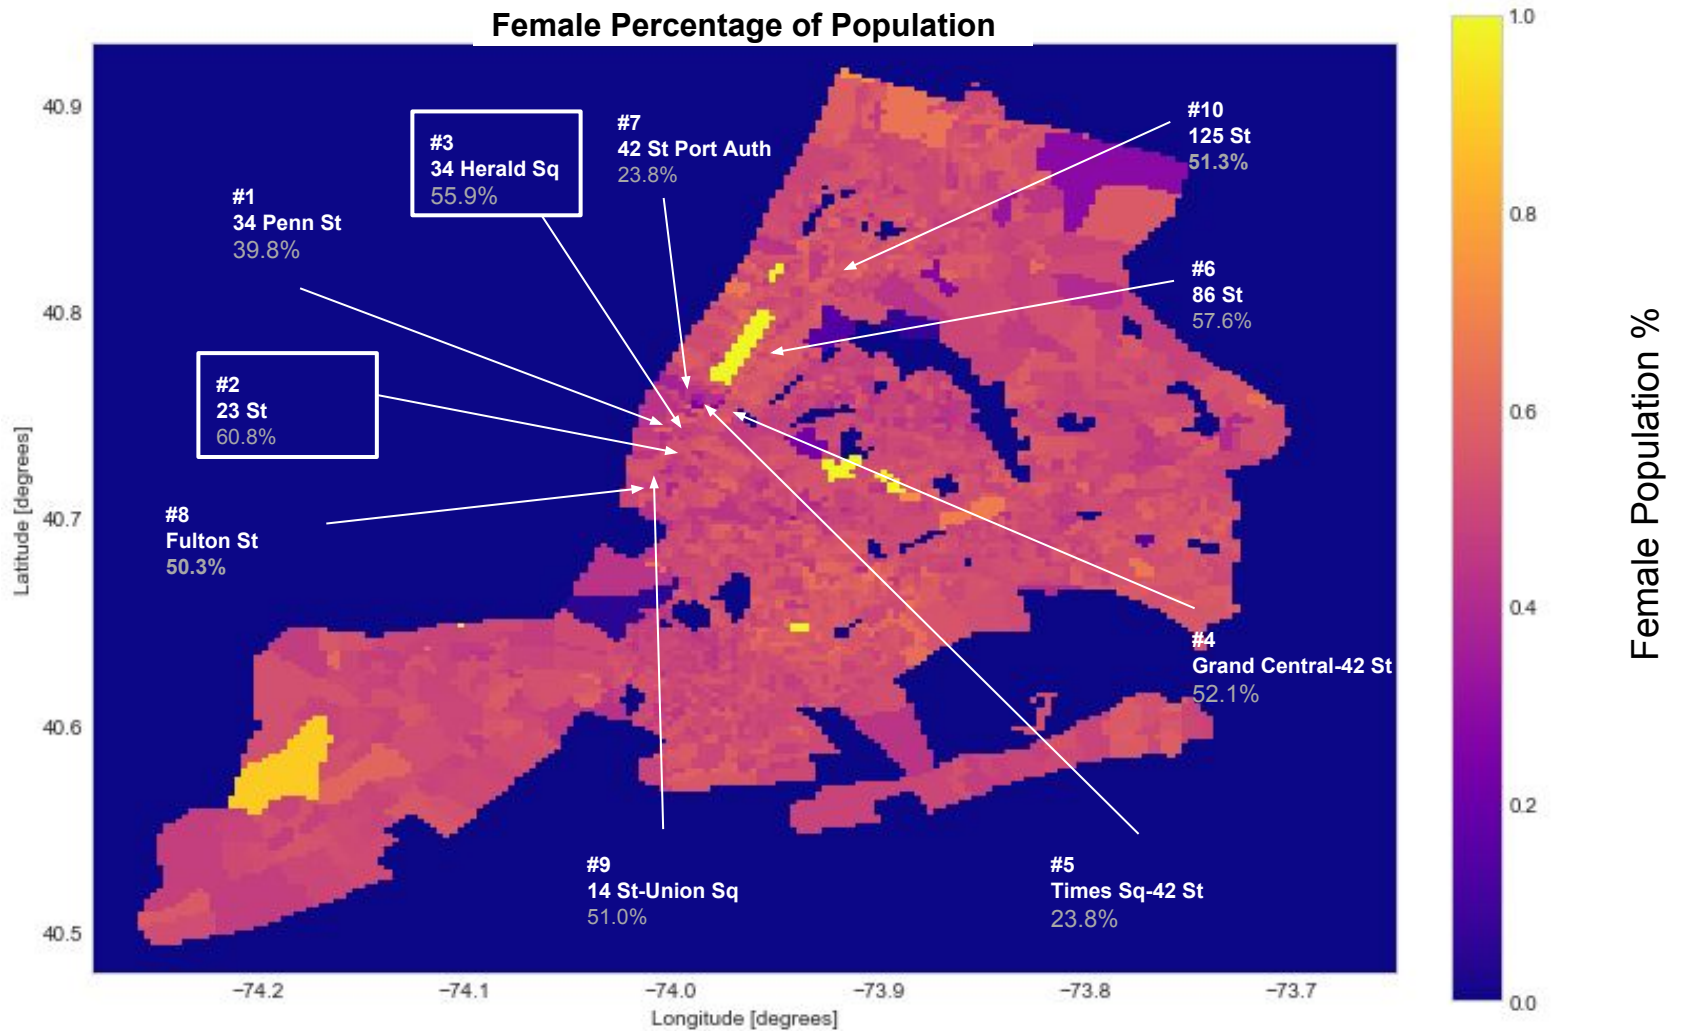 Female Percentage of Population
#1
34 Penn St
39.8%
#2
23 St
60.8%
#3
34 Herald Sq
55.9%
#7
42 St Port Auth
23.8%
#10
125 St
51.3%
#6
86 St
57.6%
#8
Fulton St
50.3%
#4
Grand Central-42 St
52.1%
#9
14 St-Union Sq
51.0%
#5
Times Sq-42 St
23.8%
40.9
40.8
40.7
40.6
40.5
Latitude [degrees]
−74.2
−74.1
−74.0
−73.9
−73.8
−73.7
Longitude [degrees]
1.0
0.8
0.6
0.4
0.2
0.0
Female Population %